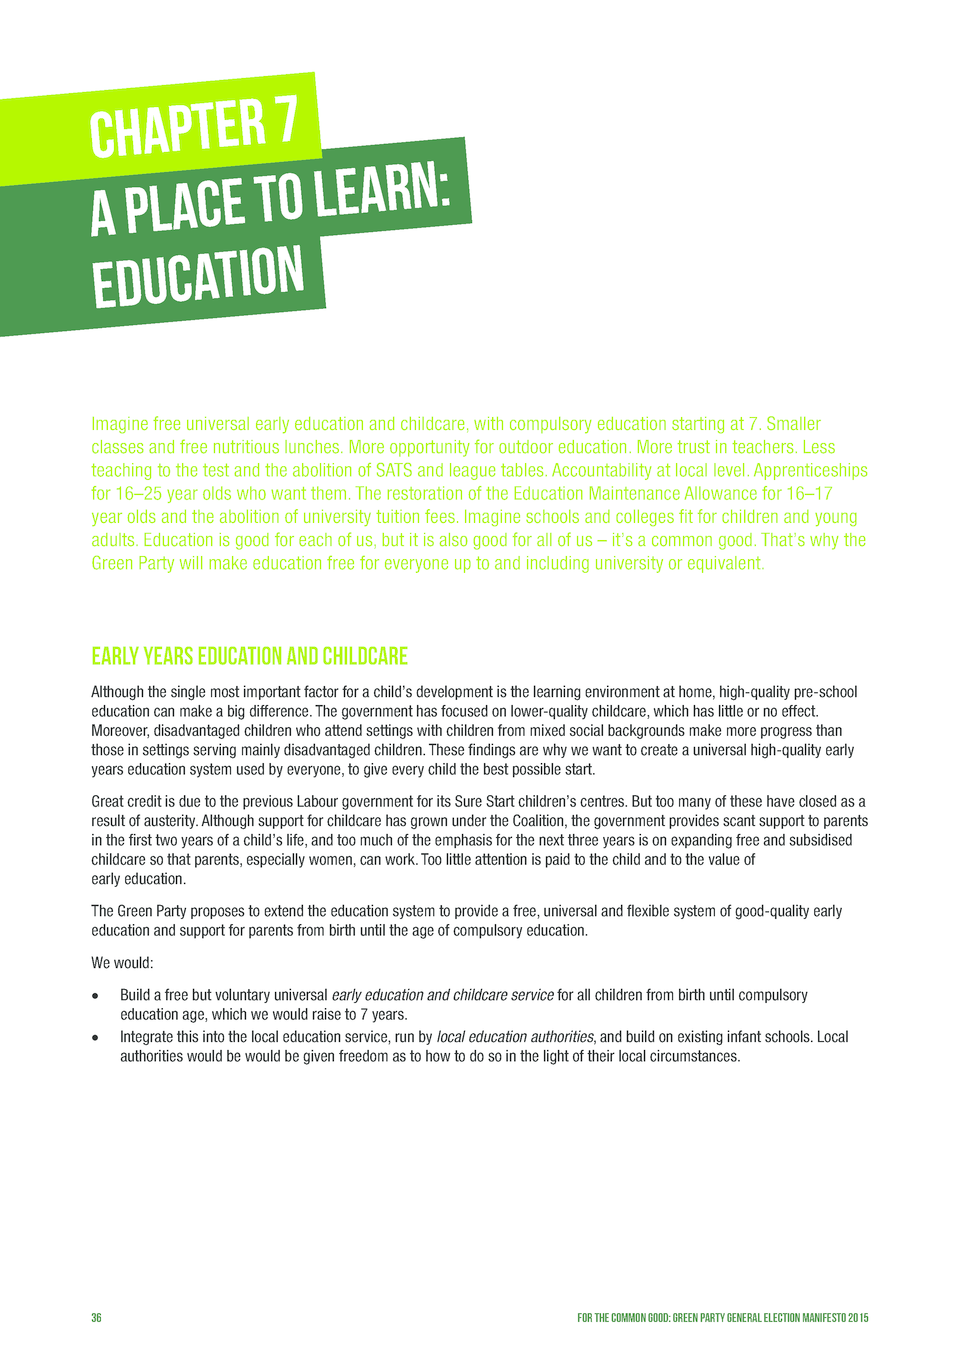 CHAPTER 7
A PLACE TO LEARN:
EDUCATION
Imagine free universal early education and childcare, with compulsory education starting at 7. Smaller
classes and free nutritious lunches. More opportunity for outdoor education. More trust in teachers. Less
teaching to the test and the abolition of SATS and league tables. Accountability at local level. Apprenticeships
for 16–25 year olds who want them. The restoration of the Education Maintenance Allowance for 16–17
year olds and the abolition of university tuition fees. Imagine schools and colleges fit for children and young
adults. Education is good for each of us, but it is also good for all of us – it's a common good. That's why the
Green Party will make education free for everyone up to and including university or equivalent.
EARLY YEARS EDUCATION AND CHILDCARE
Although the single most important factor for a child's development is the learning environment at home, high-quality pre-school
education can make a big difference. The government has focused on lower-quality childcare, which has little or no effect.
Moreover, disadvantaged children who attend settings with children from mixed social backgrounds make more progress than
those in settings serving mainly disadvantaged children. These findings are why we want to create a universal high-quality early
years education system used by everyone, to give every child the best possible start.
Great credit is due to the previous Labour government for its Sure Start children's centres. But too many of these have closed as a
result of austerity. Although support for childcare has grown under the Coalition, the government provides scant support to parents
in the first two years of a child's life, and too much of the emphasis for the next three years is on expanding free and subsidised
childcare so that parents, especially women, can work. Too little attention is paid to the child and to the value of
early education.
The Green Party proposes to extend the education system to provide a free, universal and flexible system of good-quality early
education and support for parents from birth until the age of compulsory education.
We would:
• Build a free but voluntary universal early education and childcare service for all children from birth until compulsory
education age, which we would raise to 7 years.
• Integrate this into the local education service, run by local education authorities, and build on existing infant schools. Local
authorities would be would be given freedom as to how to do so in the light of their local circumstances.
36
FOR THE COMMON GOOD: GREEN PARTY GENERAL ELECTION MANIFESTO 2015